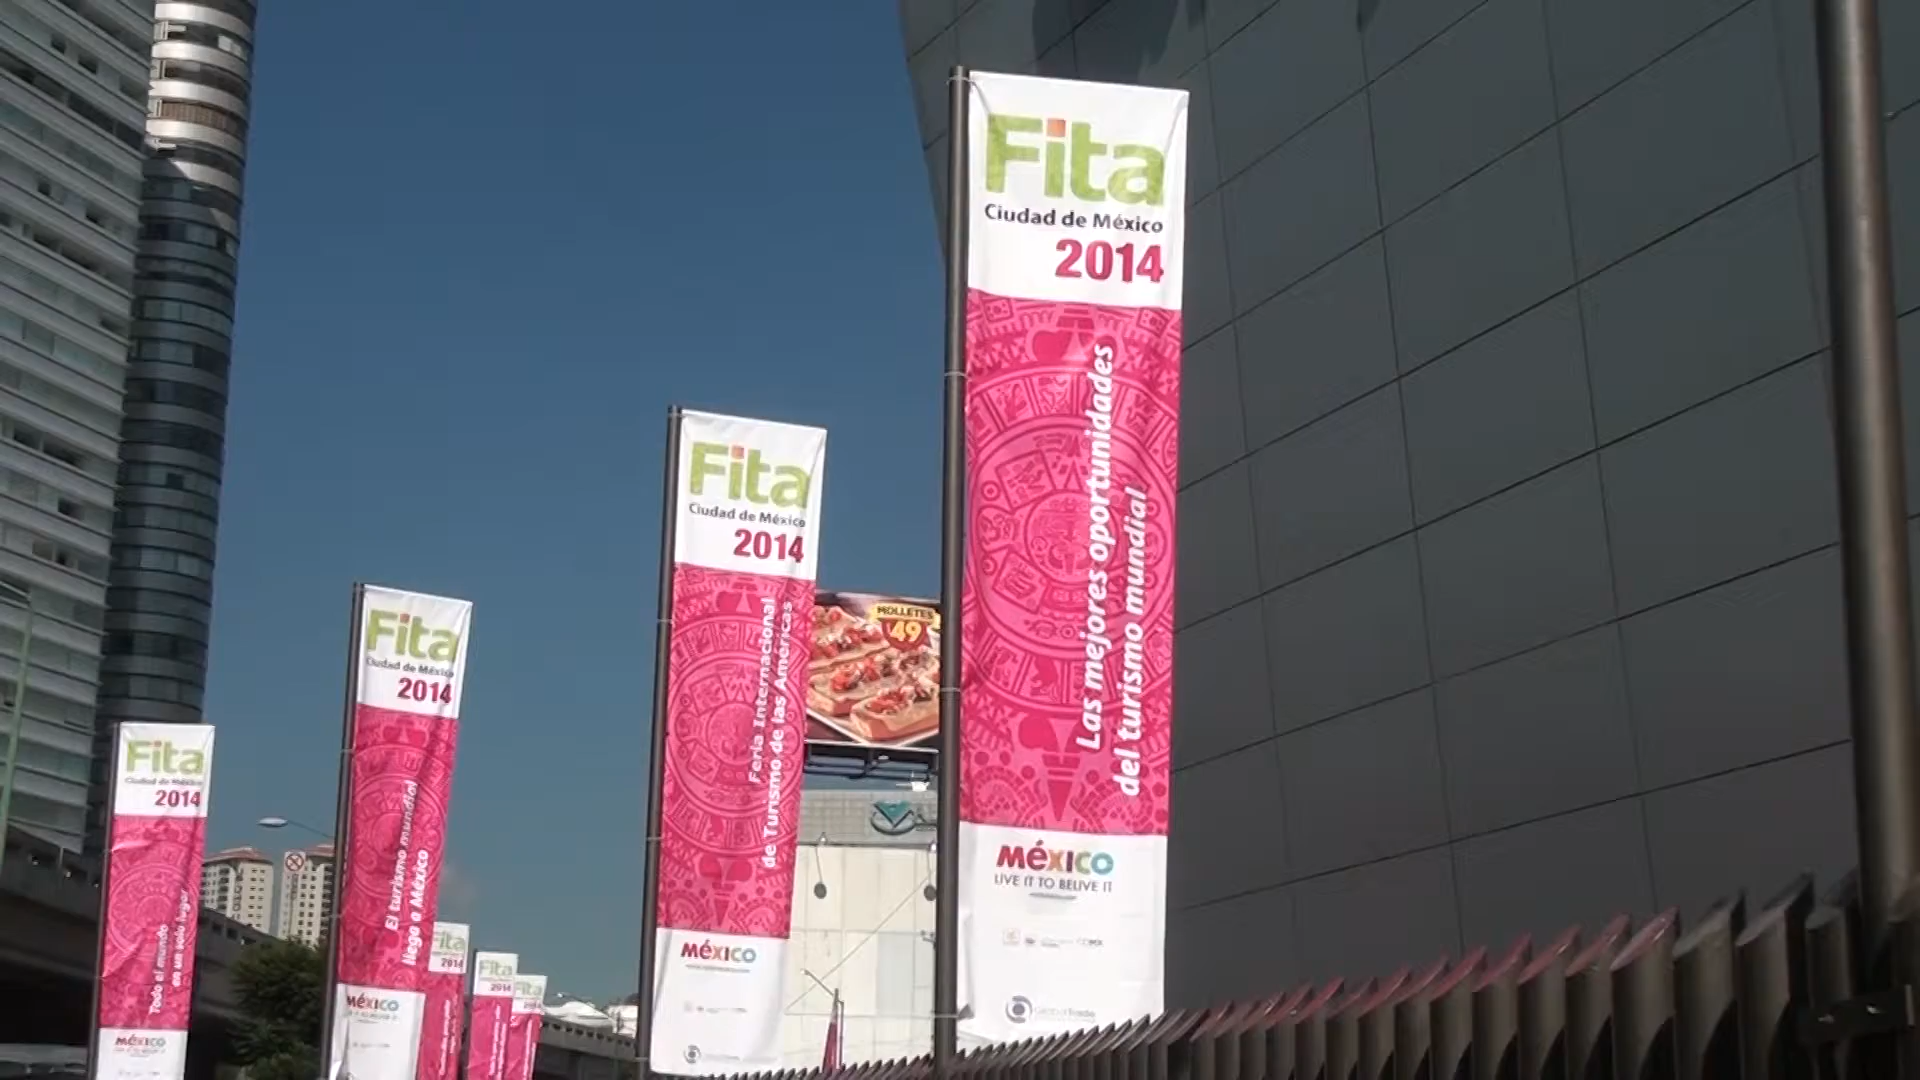 Fita
Ciudad de México
2014
Las mejores oportunidades
del turismo mundial
MéXICO
LIVE IT TO BELIVE IT
CDMX
GlobalTrade
Fita
Ciudad de México
2014
Feria Internacional
de Turismo de las Américas
MéXICO
MOLLETES
$49
Fita
Ciudad de México
2014
El turismo mundial
llega a México
MéXICO
Fita
Ciudad de México
2014
Todo el mundo
en un solo lugar
MéXICO
Fita
2014
Fita
2014
Fita